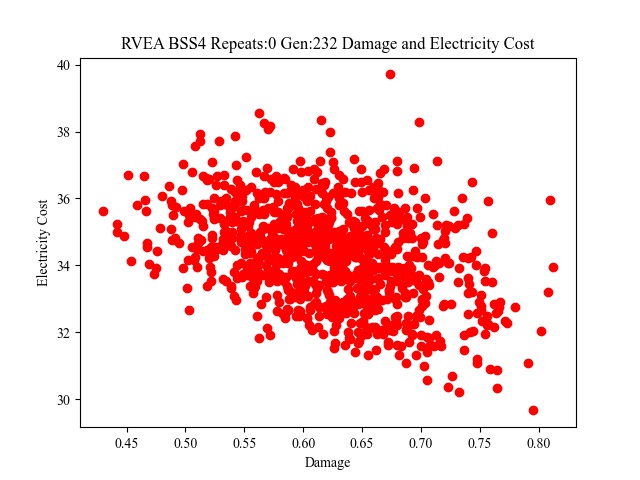 RVEA BSS4 Repeats:0 Gen:232 Damage and Electricity Cost
40
38
36
34
32
30
Electricity Cost
0.45 0.50 0.55 0.60 0.65 0.70 0.75 0.80
Damage